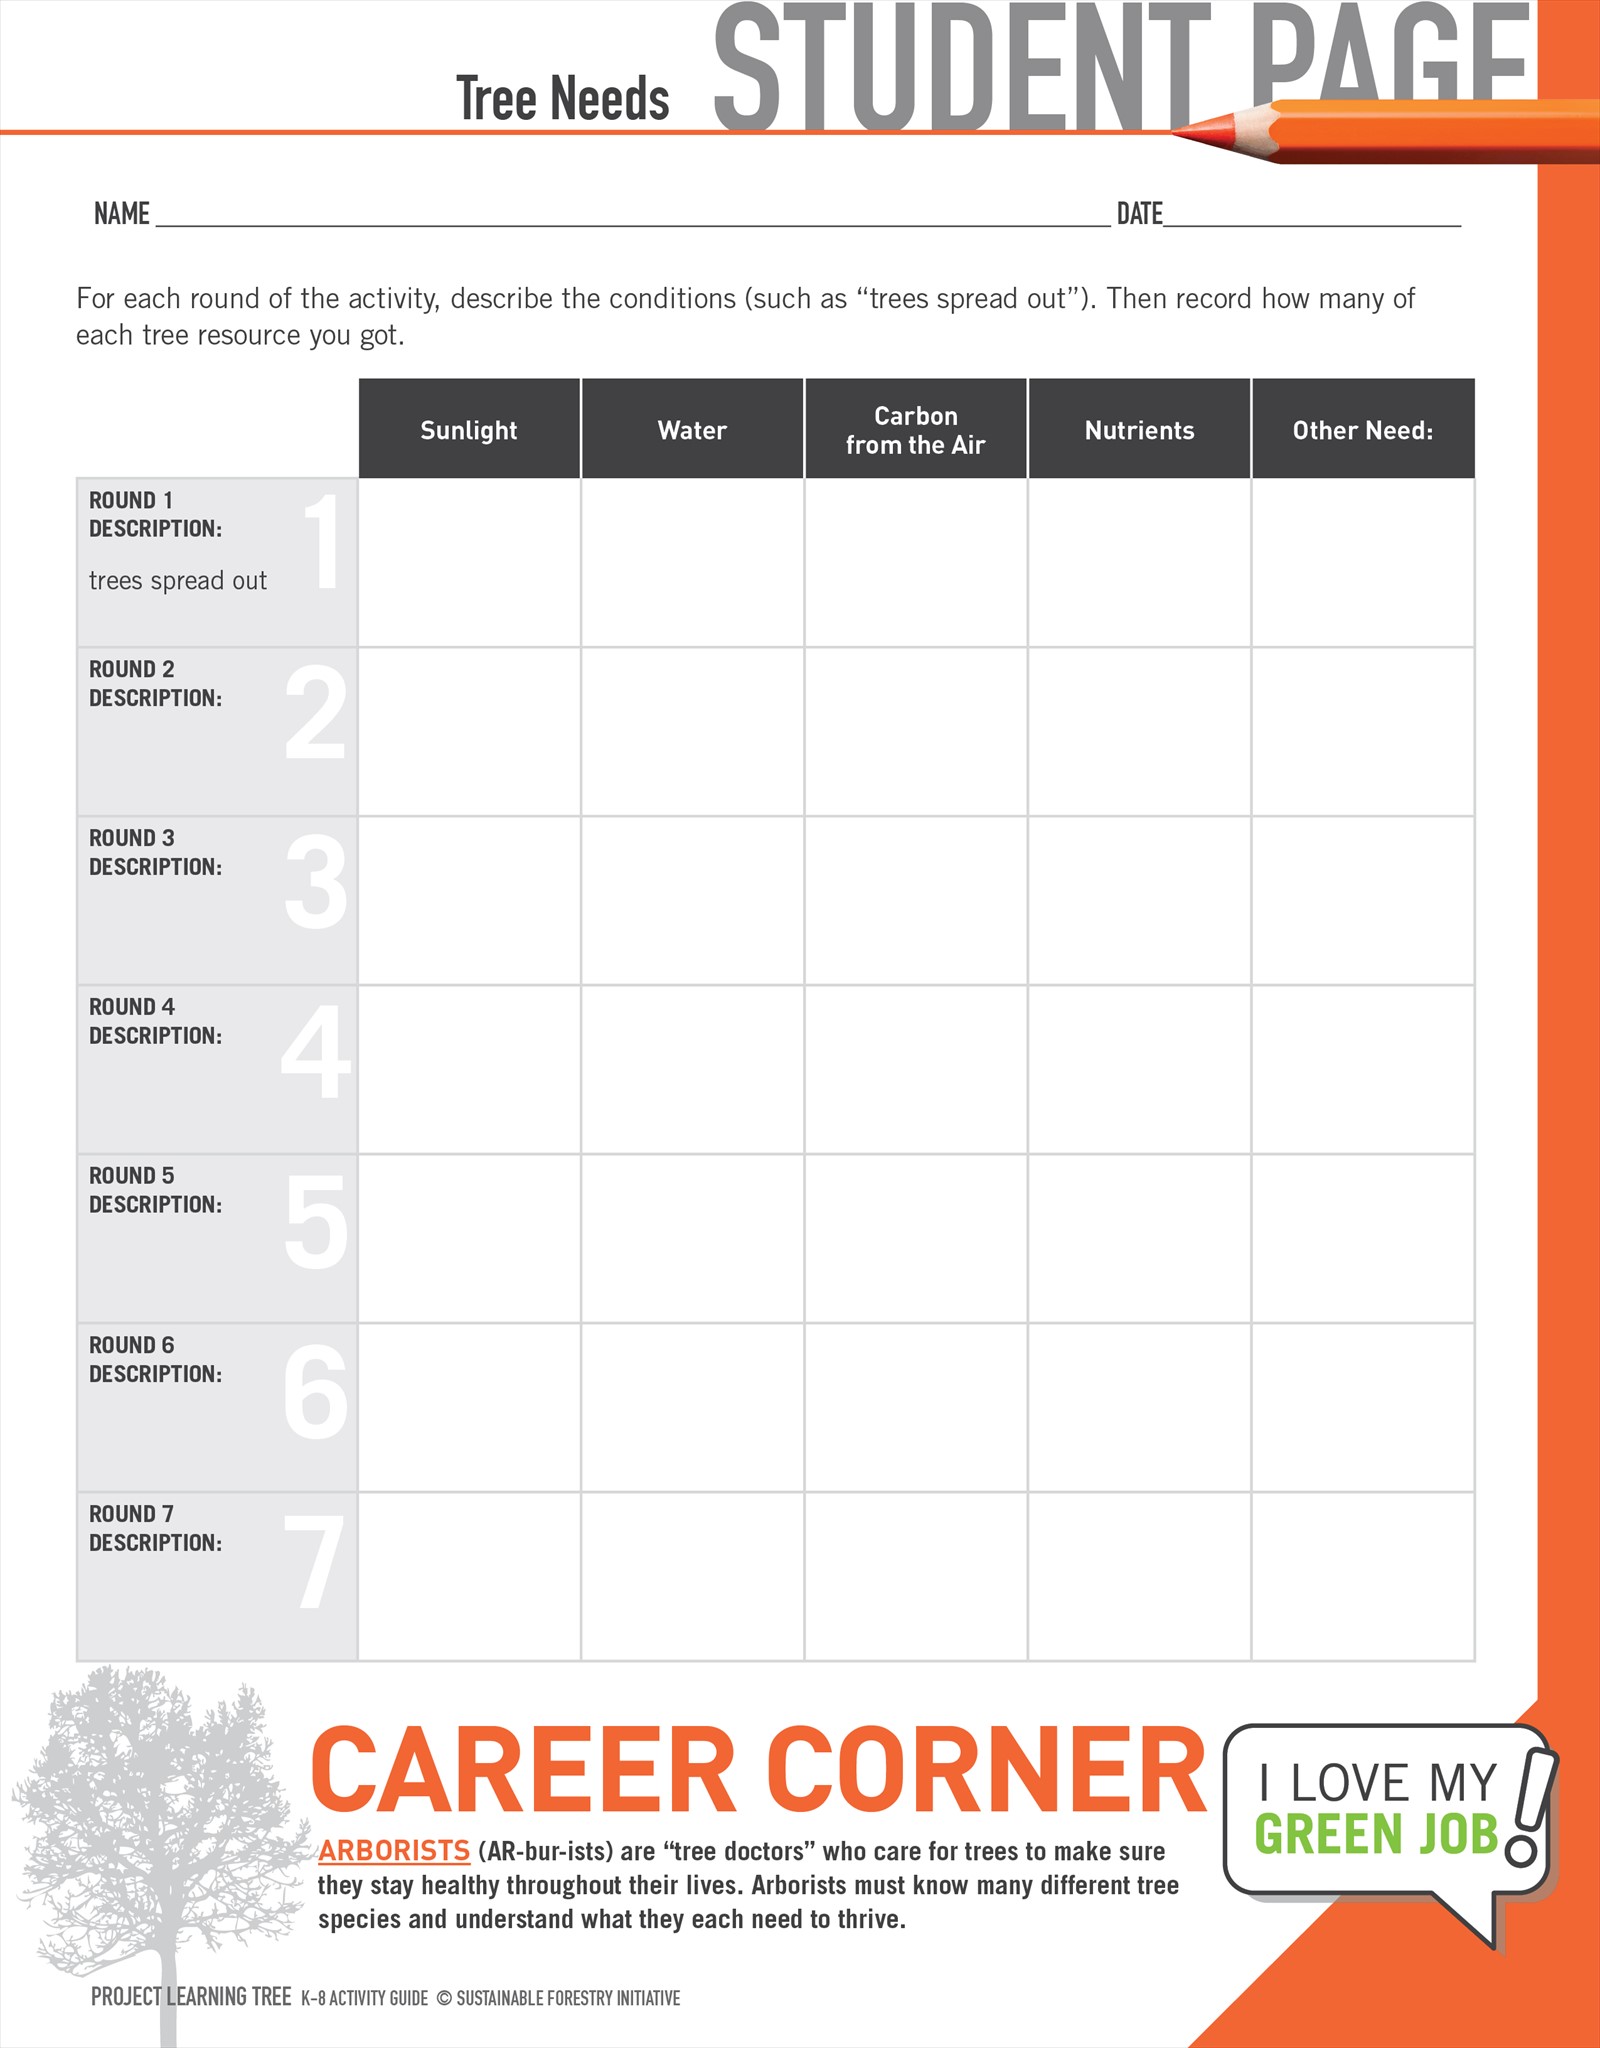 Tree Needs STUDENT PAGE
NAME DATE
For each round of the activity, describe the conditions (such as “trees spread out”). Then record how many of
each tree resource you got.
Sunlight
Water
Carbon
from the Air
Nutrients
Other Need:
ROUND 1
DESCRIPTION:
1
trees spread out
ROUND 2
DESCRIPTION:
2
ROUND 3
DESCRIPTION:
3
ROUND 4
DESCRIPTION:
4
ROUND 5
DESCRIPTION:
5
ROUND 6
DESCRIPTION:
6
ROUND 7
DESCRIPTION:
7
CAREER CORNER
ARBORISTS (AR-bur-ists) are “tree doctors” who care for trees to make sure
they stay healthy throughout their lives. Arborists must know many different tree
species and understand what they each need to thrive.
I LOVE MY
GREEN JOB!
PROJECT LEARNING TREE K-8 ACTIVITY GUIDE © SUSTAINABLE FORESTRY INITIATIVE